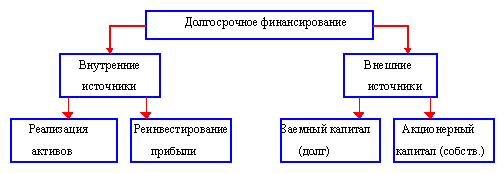 Долгосрочное финансирование
Внутренние
источники
Внешние
источники
Реализация
активов
Реинвестирование
прибыли
Заемный капитал
(долг)
Акционерный
капитал (собств.)